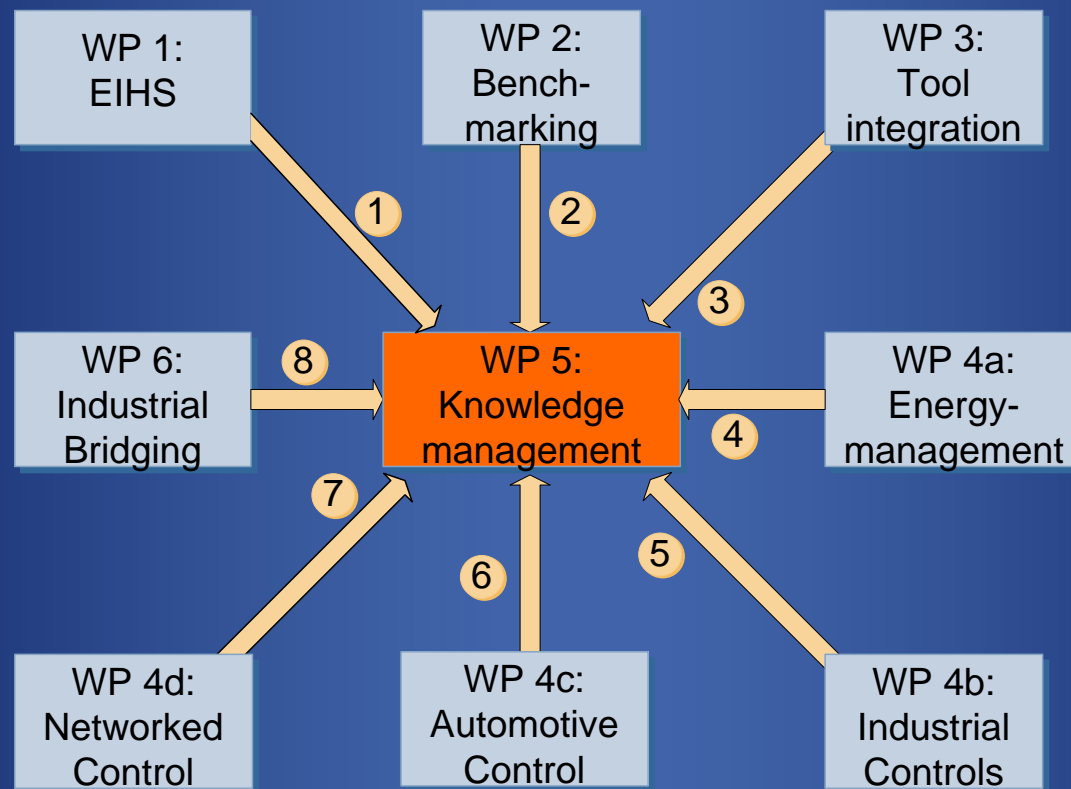 WP 1:
EIHS
WP 2:
Bench-
marking
WP 3:
Tool
integration
1
2
3
WP 6:
Industrial
Bridging
8
WP 5:
Knowledge
management
4
WP 4a:
Energy-
management
7
6
5
WP 4d:
Networked
Control
WP 4c:
Automotive
Control
WP 4b:
Industrial
Controls